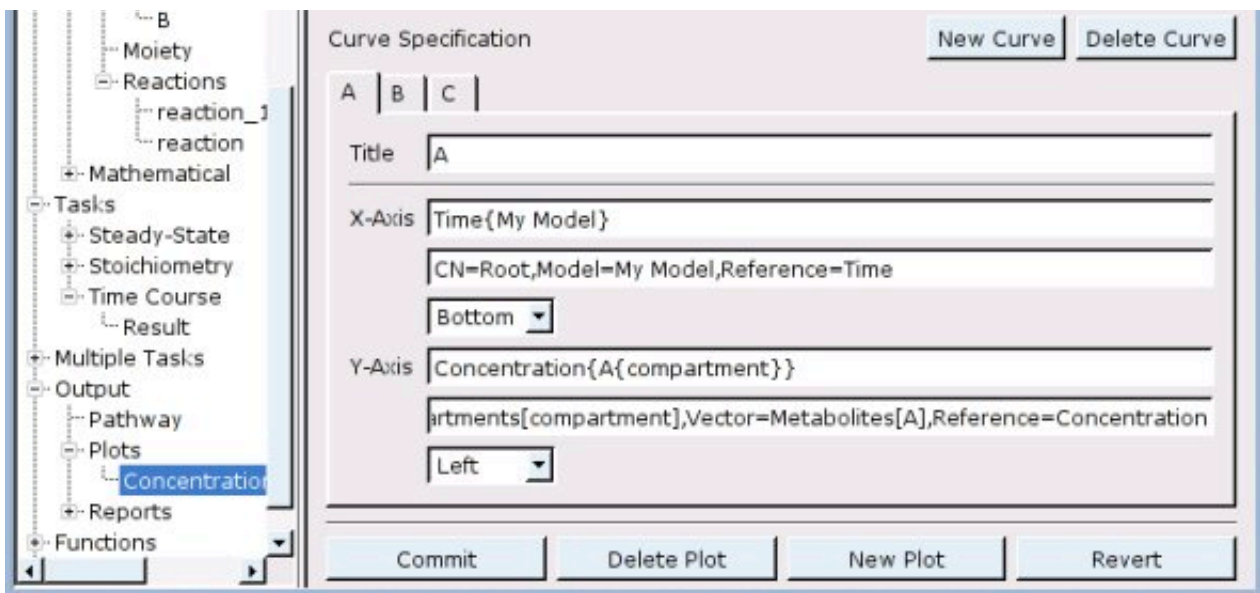 B
Moiety
Reactions
reaction_1
reaction
Mathematical
Tasks
Steady-State
Stoichiometry
Time Course
Result
Multiple Tasks
Output
Pathway
Plots
Concentration
Reports
Functions
Curve Specification
New Curve Delete Curve
A B C
Title A
X-Axis Time{My Model}
CN=Root,Model=My Model,Reference=Time
Bottom
Y-Axis Concentration{A{compartment}}
artments[compartment],Vector=Metabolites[A],Reference=Concentration
Left
Commit Delete Plot New Plot Revert